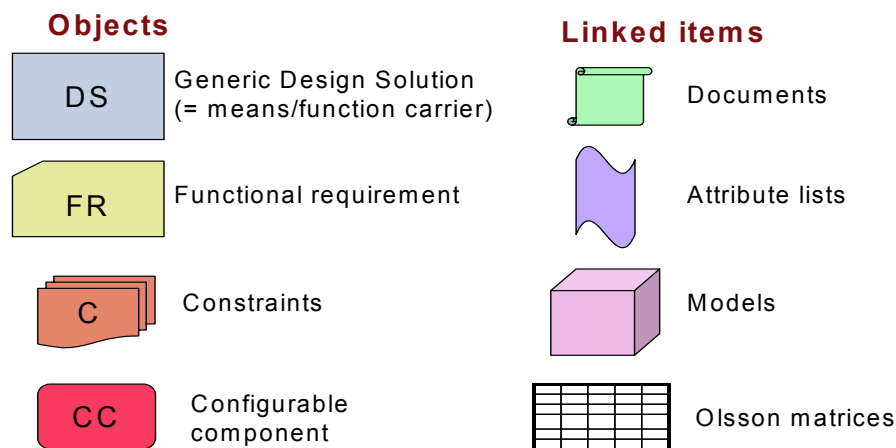 Objects
DS
Generic Design Solution
(= means/function carrier)
FR
Functional requirement
C
Constraints
CC
Configurable
component
Linked items
Documents
Attribute lists
Models
Olsson matrices